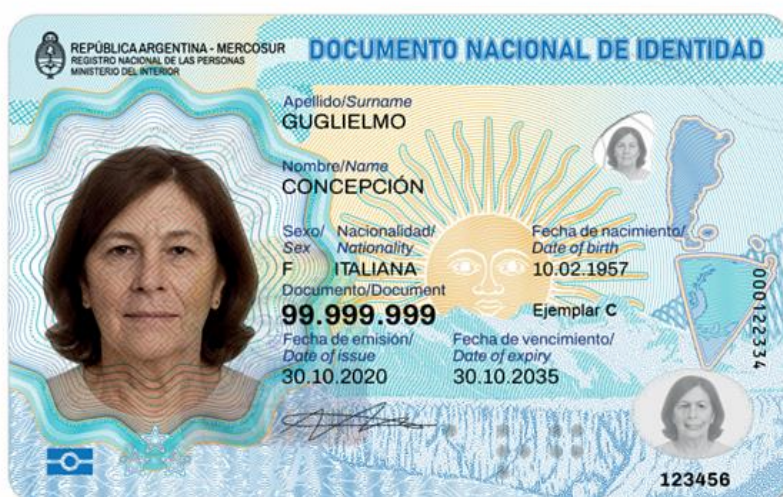 REPÚBLICA ARGENTINA - MERCOSUR
REGISTRO NACIONAL DE LAS PERSONAS
MINISTERIO DEL INTERIOR
DOCUMENTO NACIONAL DE IDENTIDAD
Apellido/Surname
GUGLIELMO
Nombre/Name
CONCEPCIÓN
Sexo/ Nacionalidad/ Fecha de nacimiento/
Sex Nationality Date of birth
F ITALIANA 10.02.1957
Documento/Document
99.999.999 Ejemplar C
Fecha de emisión/ Fecha de vencimiento/
Date of issue Date of expiry
30.10.2020 30.10.2035
000122334
123456